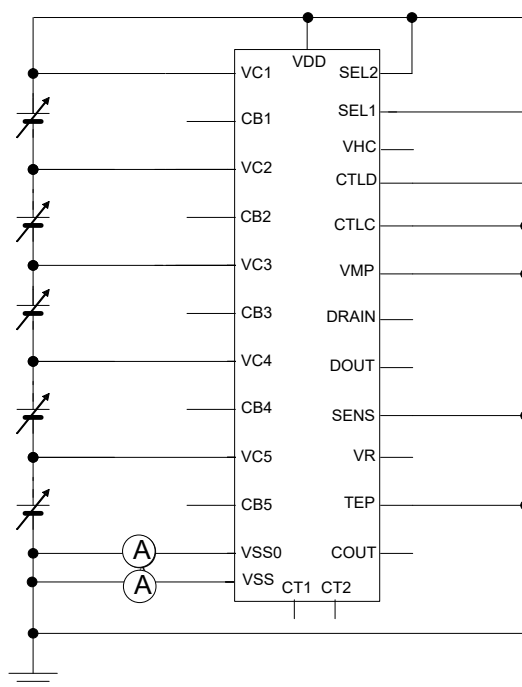 VDD
VC1
CB1
VC2
CB2
VC3
CB3
VC4
CB4
VC5
CB5
A
VSS0
A
VSS
CT1 CT2
SEL2
SEL1
VHC
CTLD
CTLC
VMP
DRAIN
DOUT
SENS
VR
TEP
COUT